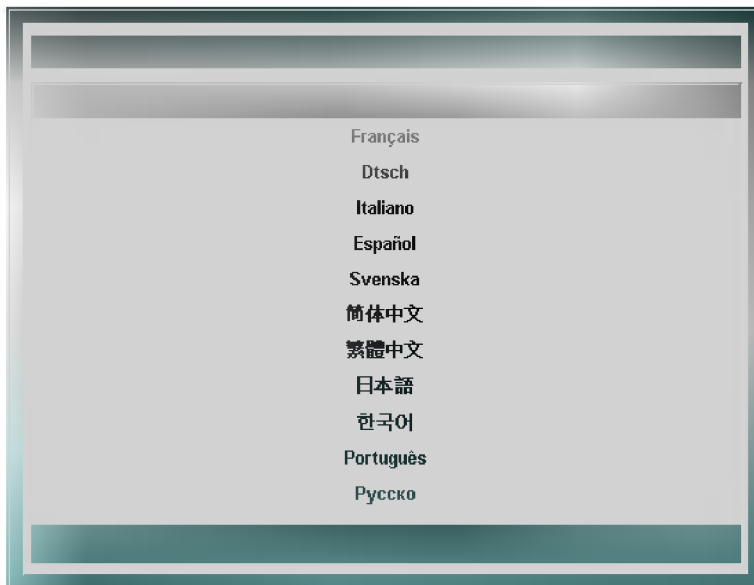 Français
Dtsch
Italiano
Español
Svenska
简体中文
繁體中文
日本語
한국어
Português
Русско